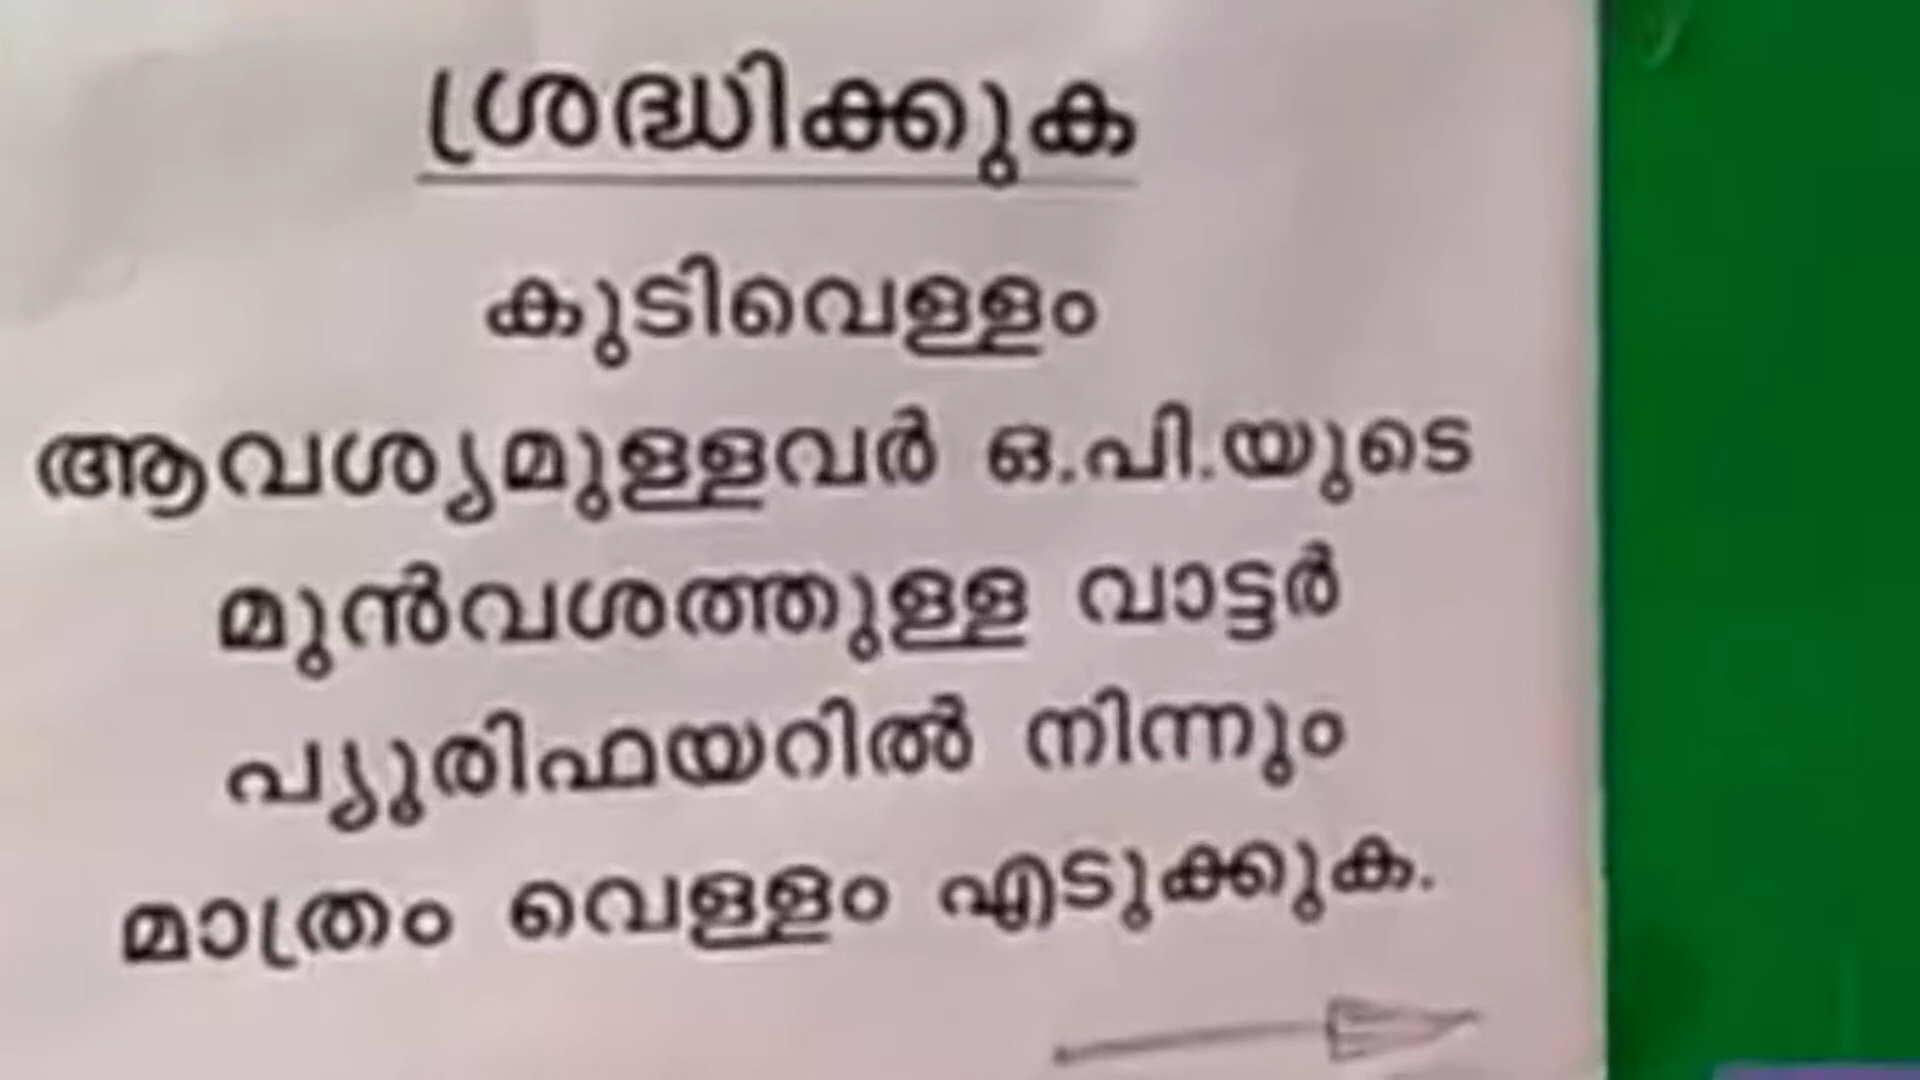 ശ്രദ്ധിക്കുക
കുടിവെള്ളം
ആവശ്യമുള്ളവർ ഒ.പി.യുടെ
മുൻവശത്തുള്ള വാട്ടർ
പ്യുരിഫയറിൽ നിന്നും
മാത്രം വെള്ളം എടുക്കുക.